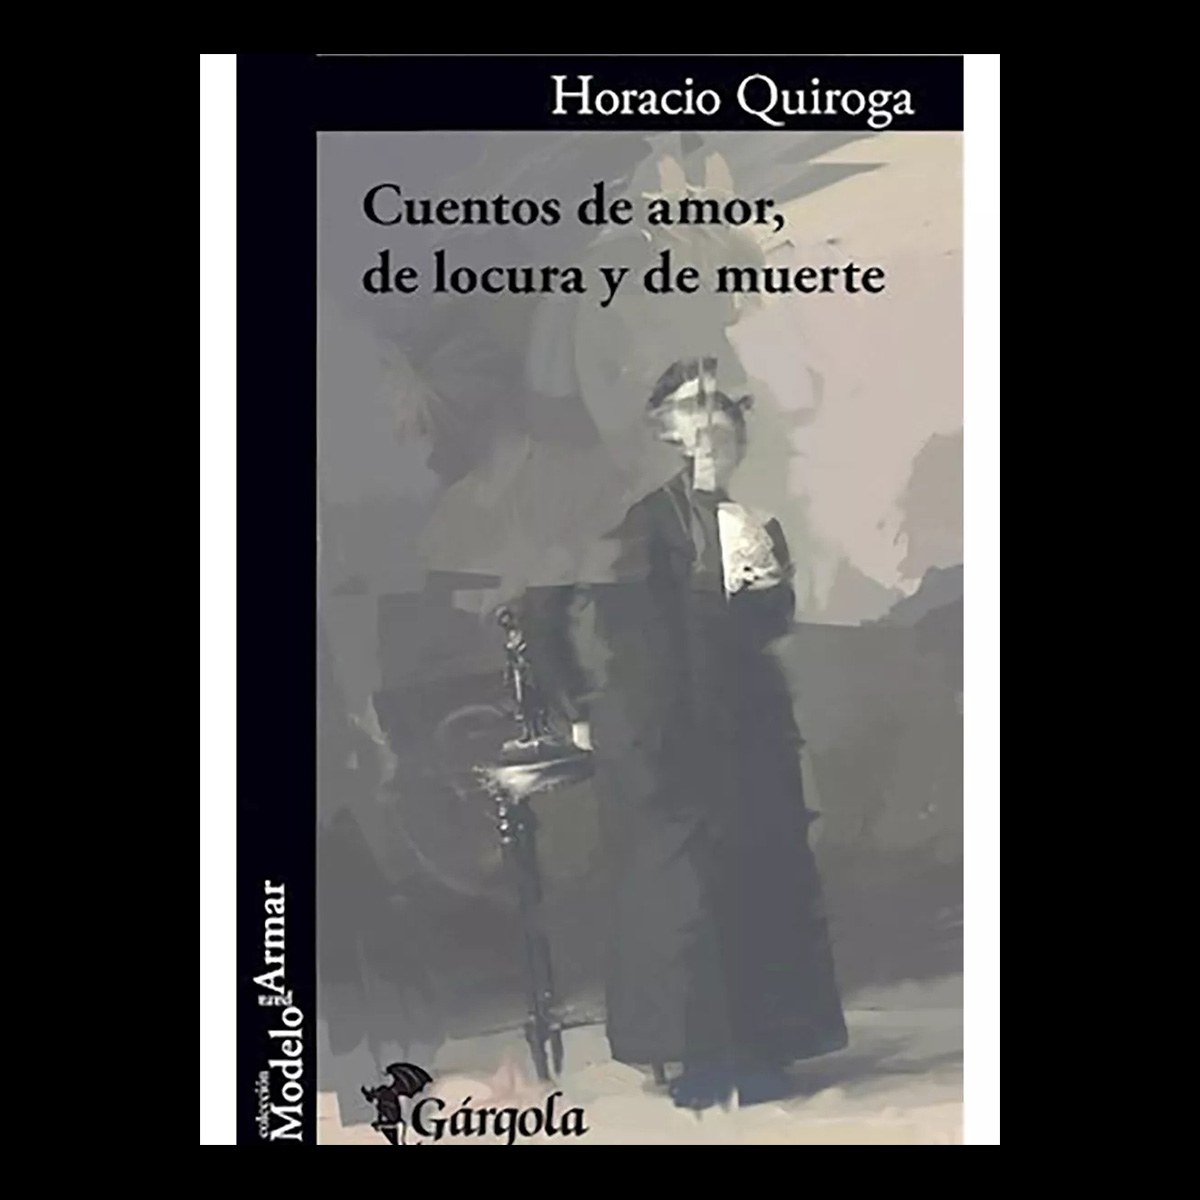 Horacio Quiroga
Cuentos de amor,
de locura y de muerte
colección
Modelo para Armar
Gárgola